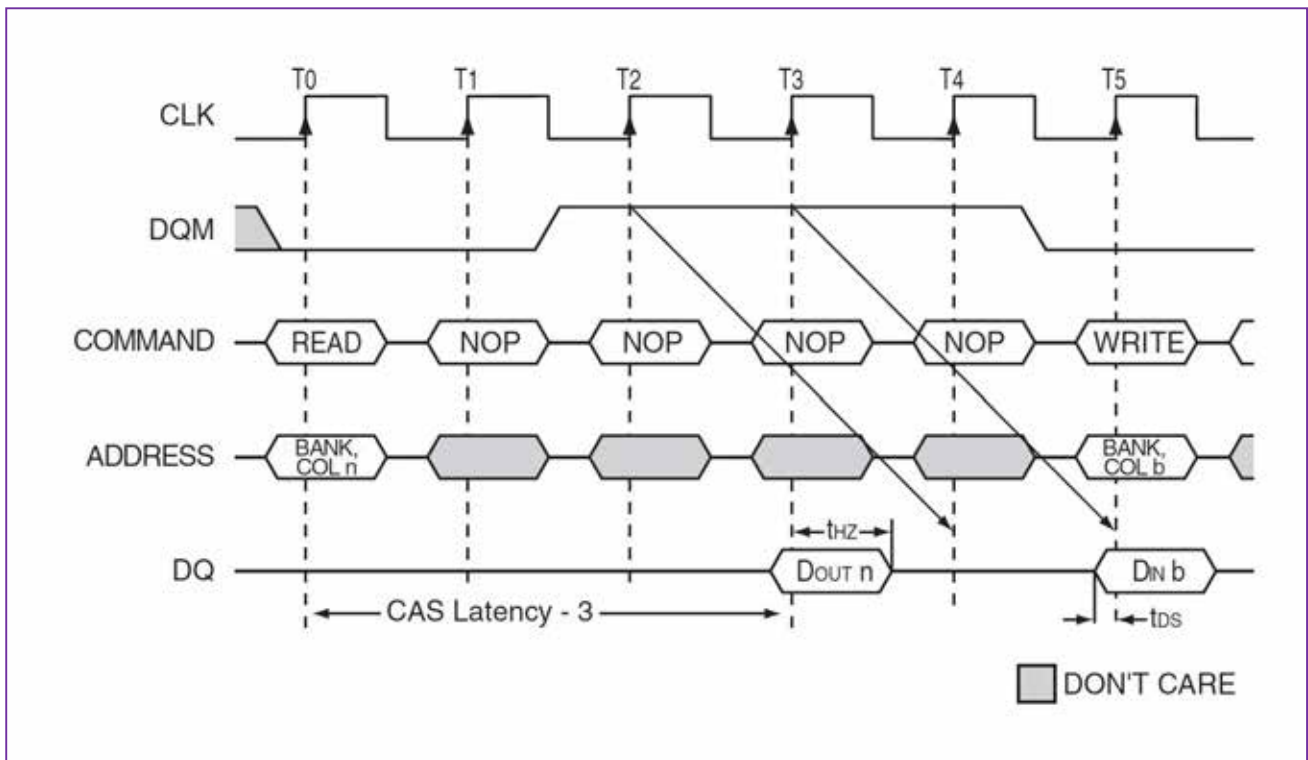 T0 T1 T2 T3 T4 T5
CLK
DQM
COMMAND READ NOP NOP NOP NOP WRITE
ADDRESS BANK, COL n BANK, COL b
tHZ
DQ DOUT n DIN b
CAS Latency - 3 tDS
DON'T CARE